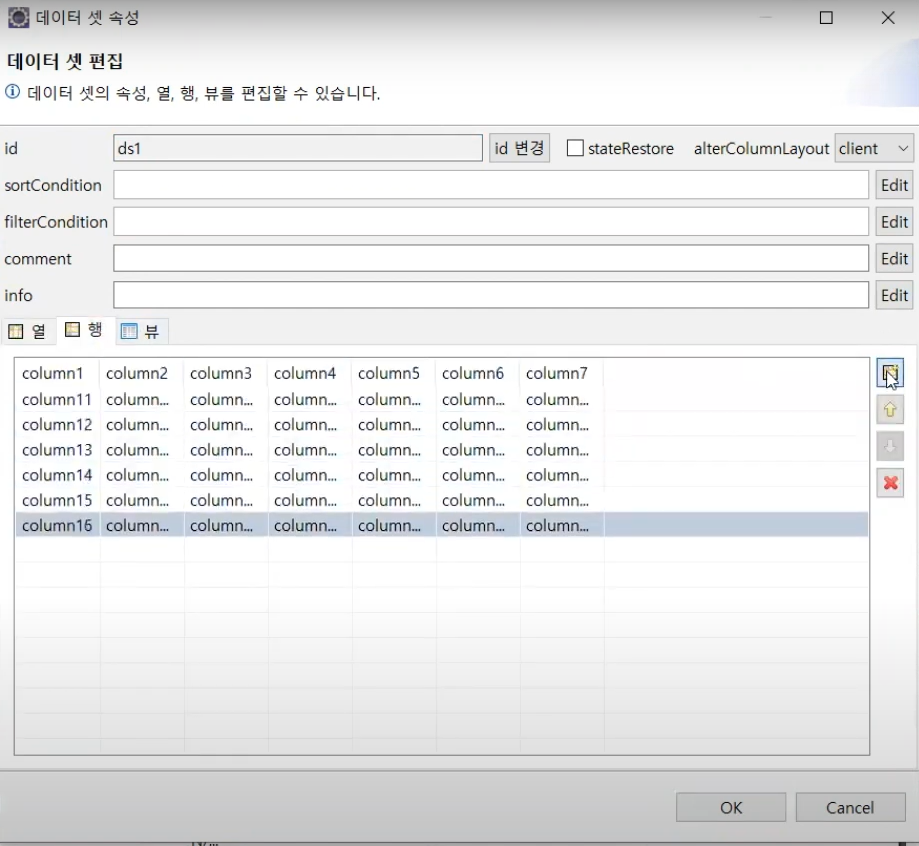 데이터 셋 속성
데이터 셋 편집
데이터 셋의 속성, 열, 행, 뷰를 편집할 수 있습니다.
id ds1 id 변경 stateRestore alterColumnLayout client
sortCondition Edit
filterCondition Edit
comment Edit
info Edit
열 행 뷰
column1 column2 column3 column4 column5 column6 column7
column11 column... column... column... column... column... column...
column12 column... column... column... column... column... column...
column13 column... column... column... column... column... column...
column14 column... column... column... column... column... column...
column15 column... column... column... column... column... column...
column16 column... column... column... column... column... column...
OK Cancel